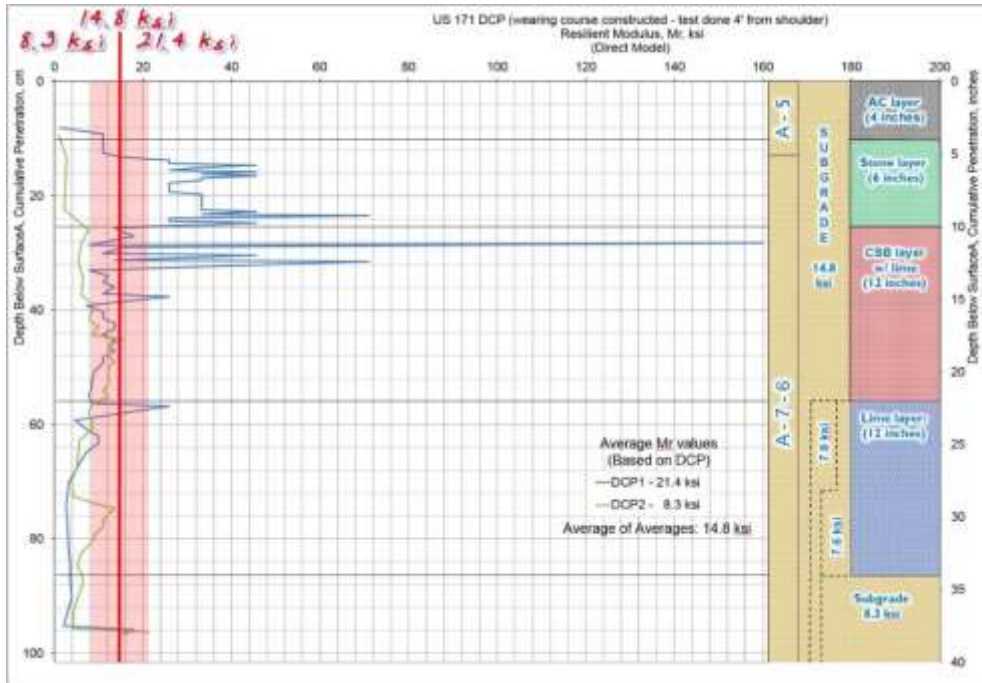 14.8 ksi
8.3 ksi 21.4 ksi
US 171 DCP (wearing course constructed - test done 4' from shoulder)
Resilient Modulus, Mr, ksi
(Direct Model)
0 20 40 60 80 100 120 140 160 180 200
Depth Below SurfaceA, Cumulative Penetration, cm
0
20
40
60
80
100
A - 5
A - 7 - 6
SUBGRADE
14.8
ksi
7.6 ksi
AC layer
(4 inches)
Stone layer
(6 inches)
CSB layer
w/ lime
(12 inches)
Lime layer
(12 inches)
Subgrade
8.3 ksi
Average Mr values
(Based on DCP)
DCP1 - 21.4 ksi
DCP2 - 8.3 ksi
Average of Averages: 14.8 ksi
0
5
10
15
20
25
30
35
40
Depth Below SurfaceA, Cumulative Penetration, inches